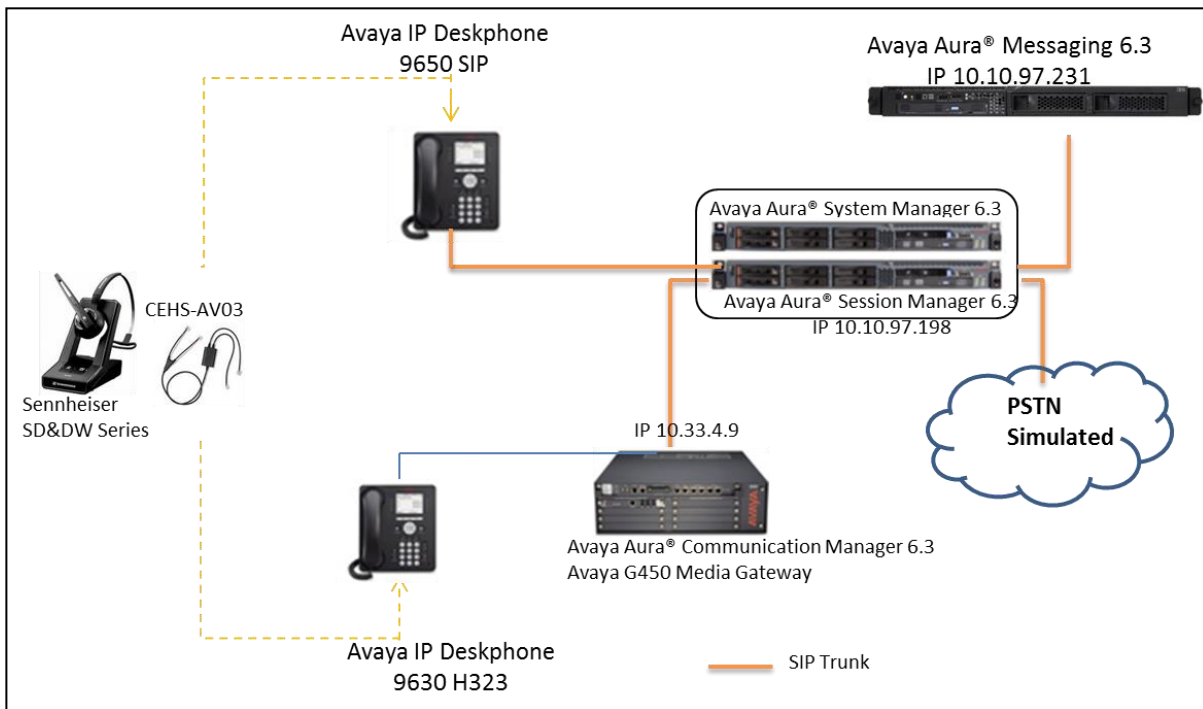 Avaya IP Deskphone
9650 SIP
Avaya Aura® Messaging 6.3
IP 10.10.97.231
Avaya Aura® System Manager 6.3
Avaya Aura® Session Manager 6.3
IP 10.10.97.198
CEHS-AV03
Sennheiser
SD&DW Series
PSTN
Simulated
IP 10.33.4.9
AVAYA
Avaya Aura® Communication Manager 6.3
Avaya G450 Media Gateway
Avaya IP Deskphone
9630 H323
SIP Trunk